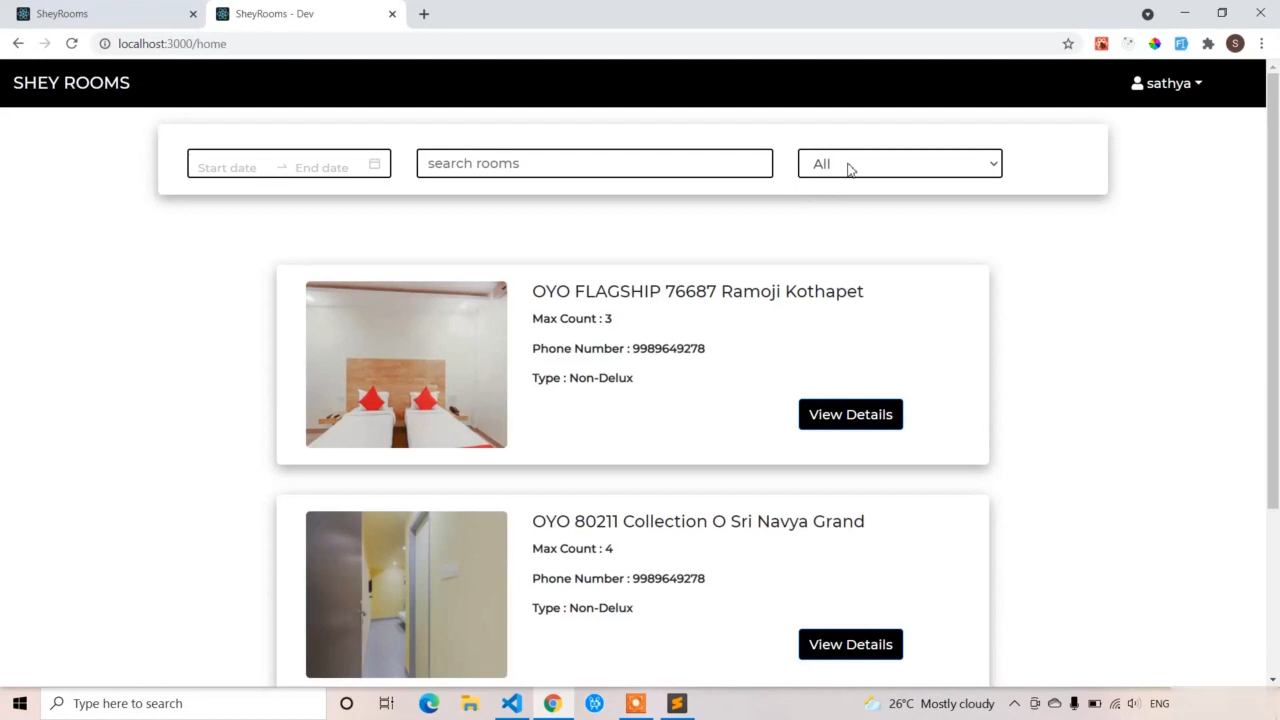 SheyRooms
SheyRooms - Dev
localhost:3000/home
S
SHEY ROOMS
sathya
Start date → End date
search rooms
All
OYO FLAGSHIP 76687 Ramoji Kothapet
Max Count : 3
Phone Number : 9989649278
Type : Non-Delux
View Details
OYO 80211 Collection O Sri Navya Grand
Max Count : 4
Phone Number : 9989649278
Type : Non-Delux
View Details
Type here to search
26°C Mostly cloudy
ENG